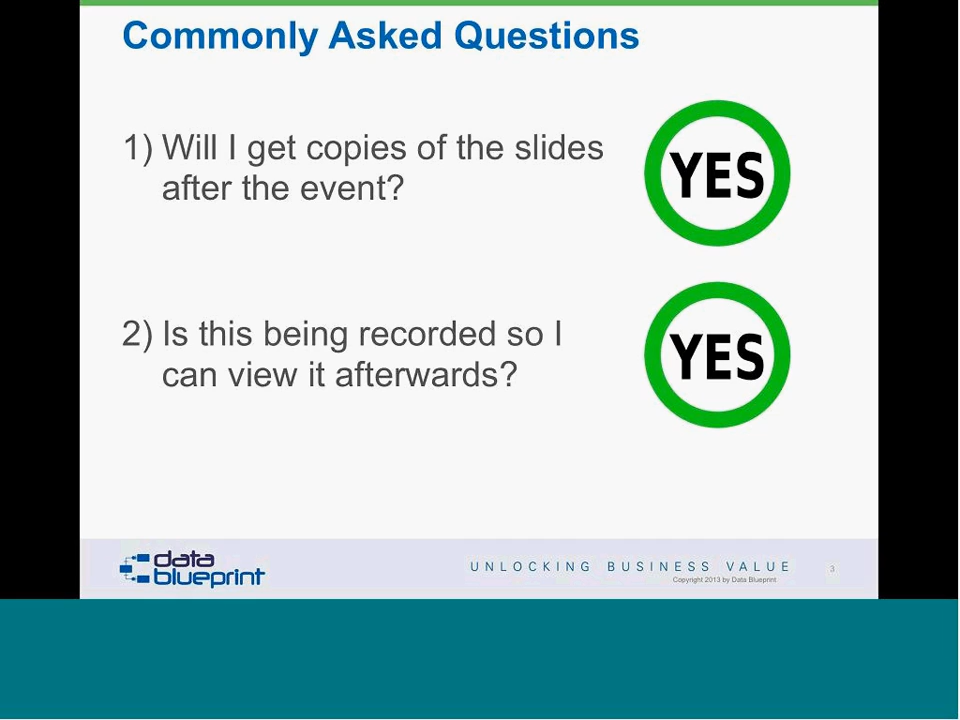 Commonly Asked Questions
1) Will I get copies of the slides
after the event?
YES
2) Is this being recorded so I
can view it afterwards?
YES
data
blueprint
UNLOCKING BUSINESS VALUE
Copyright 2013 by Data Blueprint
3